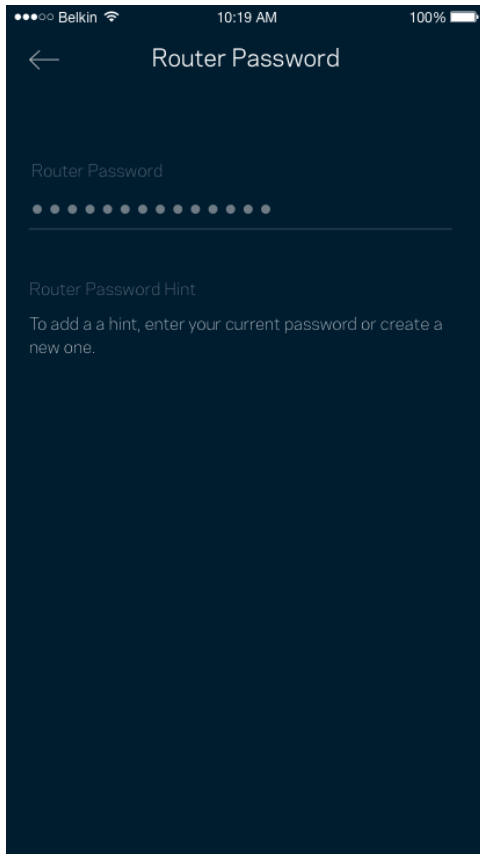 Belkin 10:19 AM 100%
Router Password
Router Password
●●●●●●●●●●●●●●
Router Password Hint
To add a a hint, enter your current password or create a
new one.